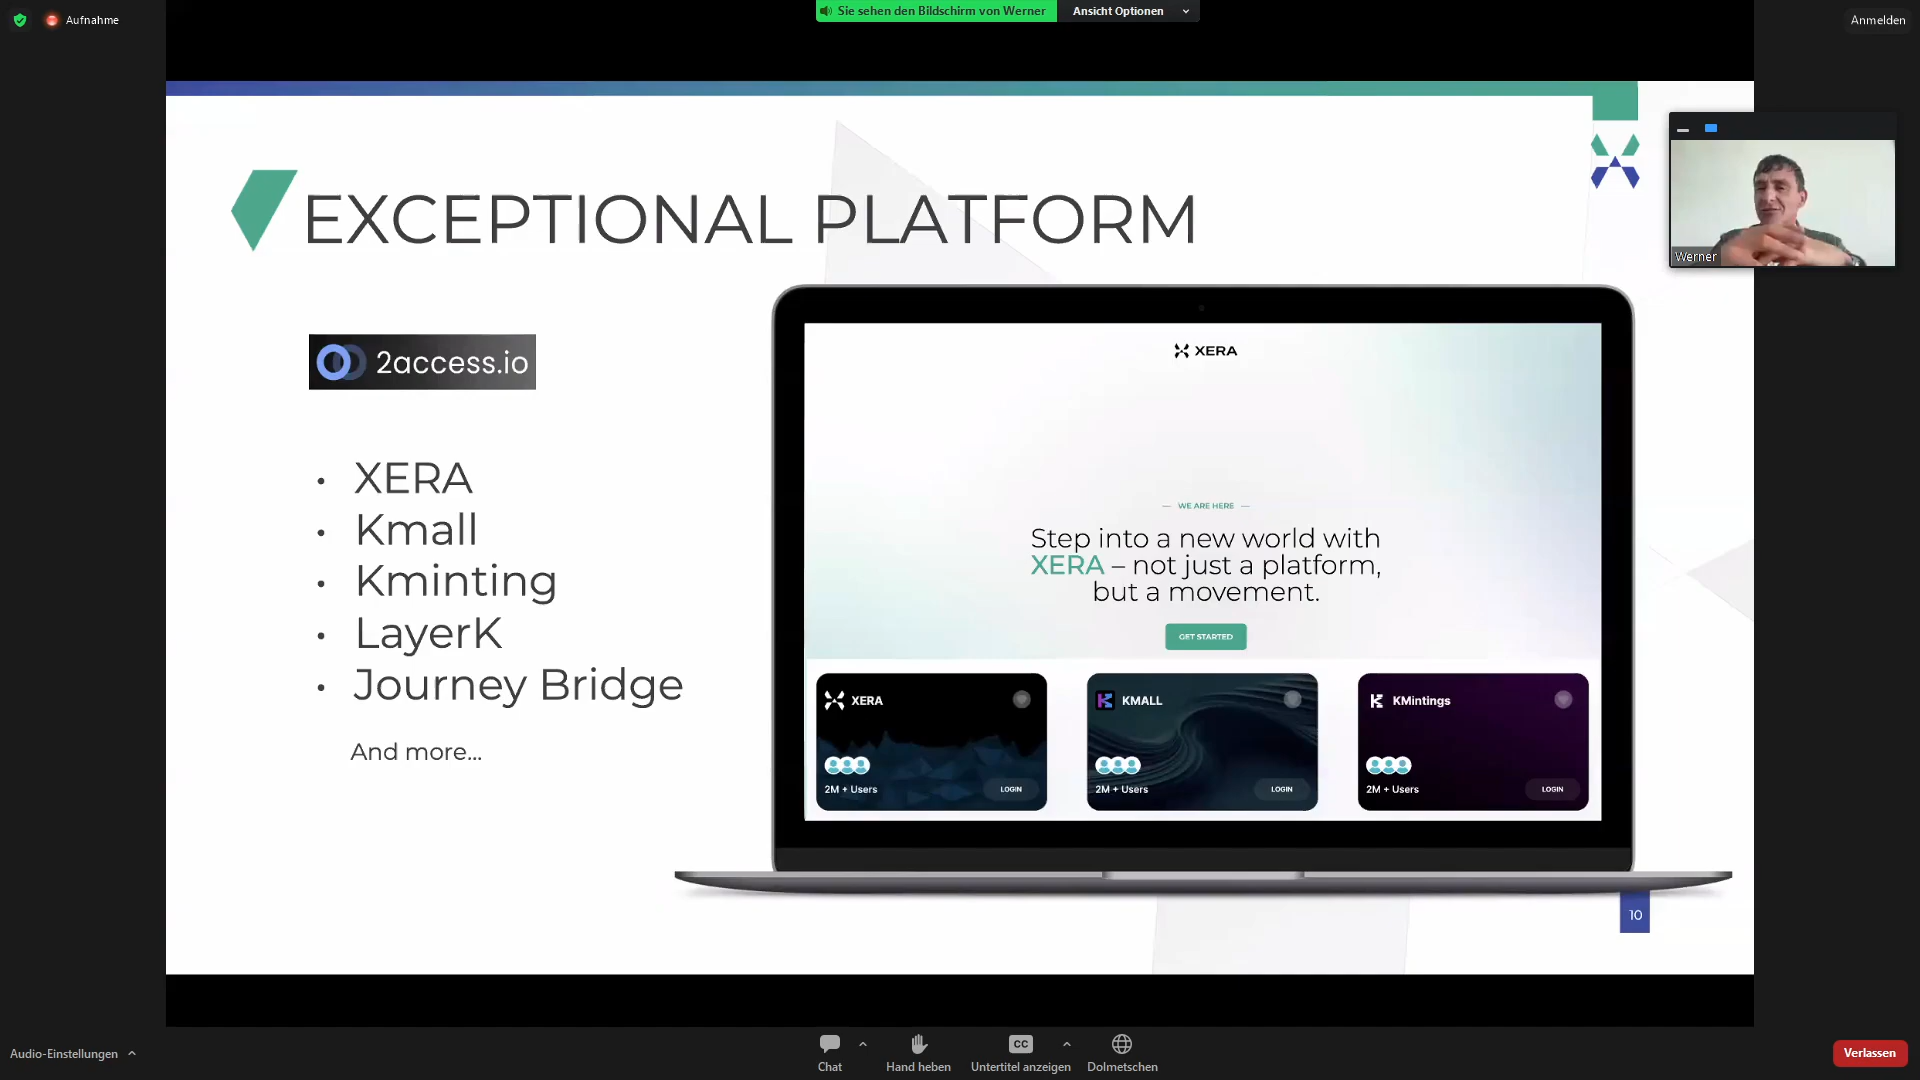 Aufnahme
Sie sehen den Bildschirm von Werner
Ansicht Optionen
Anmelden
EXCEPTIONAL PLATFORM
Werner
2access.io
• XERA
• Kmall
• Kminting
• LayerK
• Journey Bridge
And more...
XERA
— WE ARE HERE —
Step into a new world with
XERA – not just a platform,
but a movement.
GET STARTED
XERA
2M + Users
LOGIN
KMALL
2M + Users
LOGIN
KMintings
2M + Users
LOGIN
10
Audio-Einstellungen
Chat
Hand heben
CC
Untertitel anzeigen
Dolmetschen
Verlassen